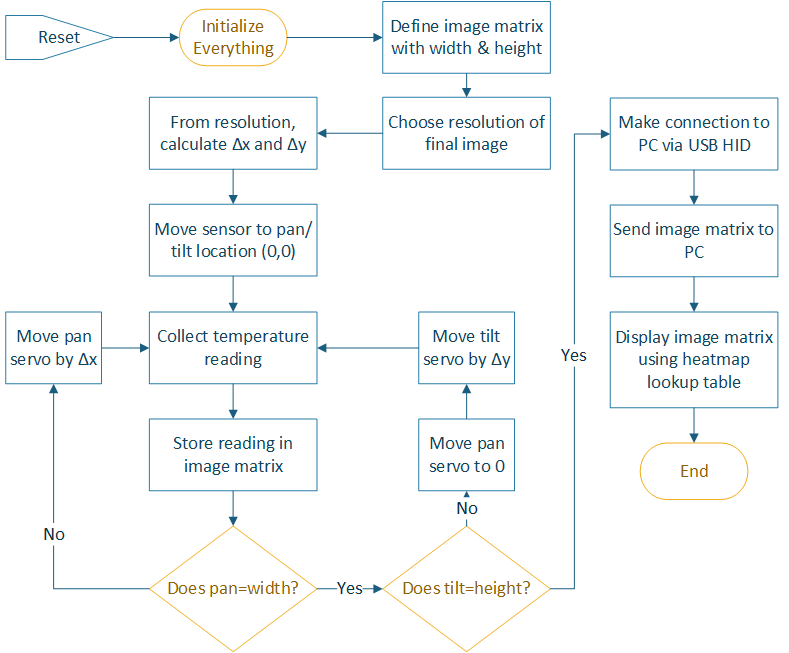 Reset
Initialize
Everything
Define image matrix
with width & height
Choose resolution of
final image
From resolution,
calculate Δx and Δy
Move sensor to pan/
tilt location (0,0)
Collect temperature
reading
Store reading in
image matrix
Does pan=width?
No
Move pan
servo by Δx
Yes
Does tilt=height?
No
Move pan
servo to 0
Move tilt
servo by Δy
Yes
Make connection to
PC via USB HID
Send image matrix to
PC
Display image matrix
using heatmap
lookup table
End